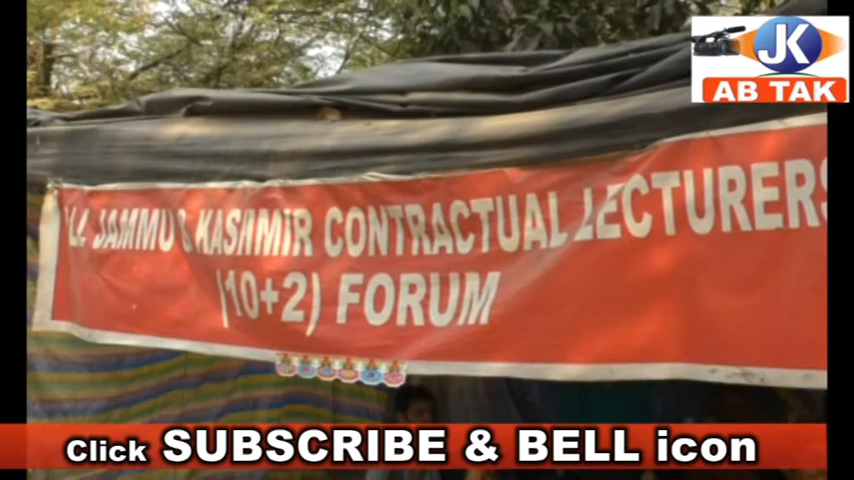 JK
AB TAK
JAMMU & KASHMIR CONTRACTUAL LECTURERS
(10+2) FORUM
Click SUBSCRIBE & BELL icon